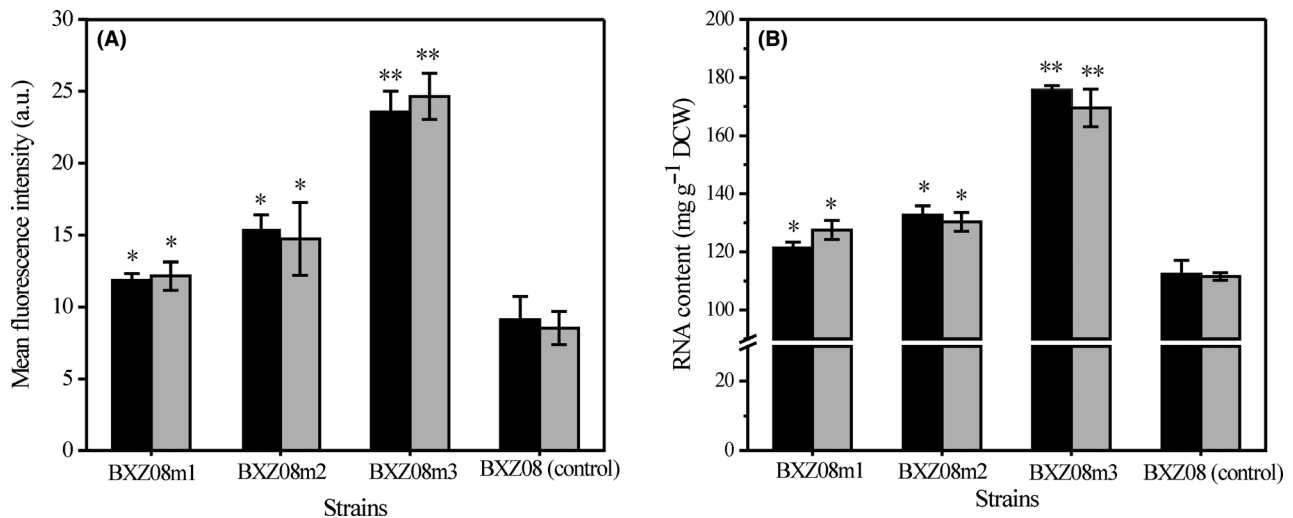 (A)
Mean fluorescence intensity (a.u.)
30
25
20
15
10
5
0
* * * * ** **
BXZ08m1 BXZ08m2 BXZ08m3 BXZ08 (control)
Strains
(B)
RNA content (mg g⁻¹ DCW)
200
180
160
140
120
100
20
0
* * * * ** **
BXZ08m1 BXZ08m2 BXZ08m3 BXZ08 (control)
Strains